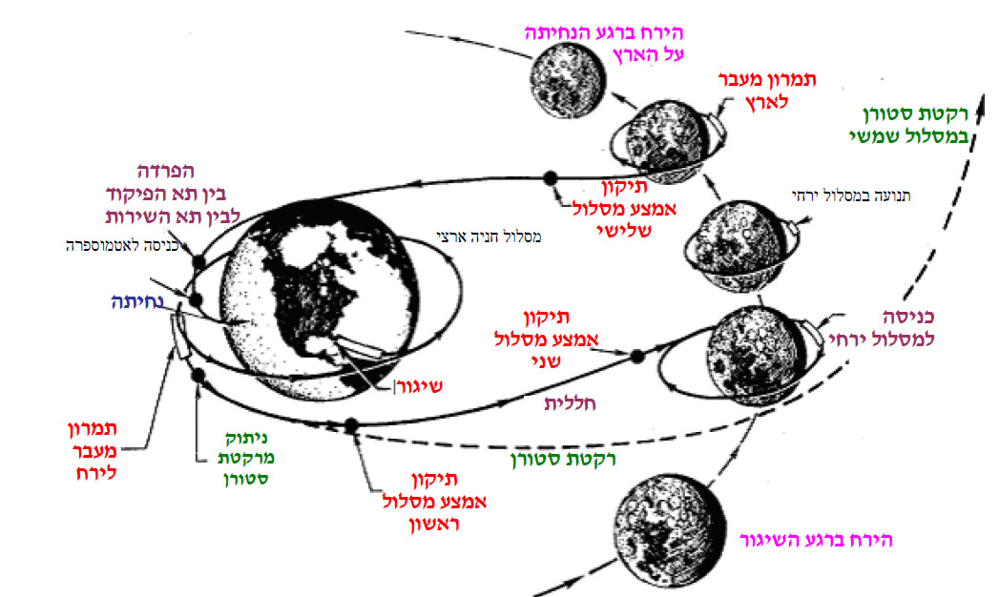 הירח ברגע הנחיתה
על הארץ
תמרון מעבר
לארץ
רקטת סטורן
במסלול שמשי
הפרדה
בין תא הפיקוד
לבין תא השירות
תיקון
אמצע מסלול
שלישי
תנועה במסלול ירחי
מסלול חניה ארצי
כניסה לאטמוספרה
נחיתה
תיקון
אמצע מסלול
שני
כניסה
למסלול ירחי
שיגור
חללית
תמרון
מעבר
לירח
ניתוק
מרקטת
סטורן
רקטת סטורן
תיקון
אמצע מסלול
ראשון
הירח ברגע השיגור